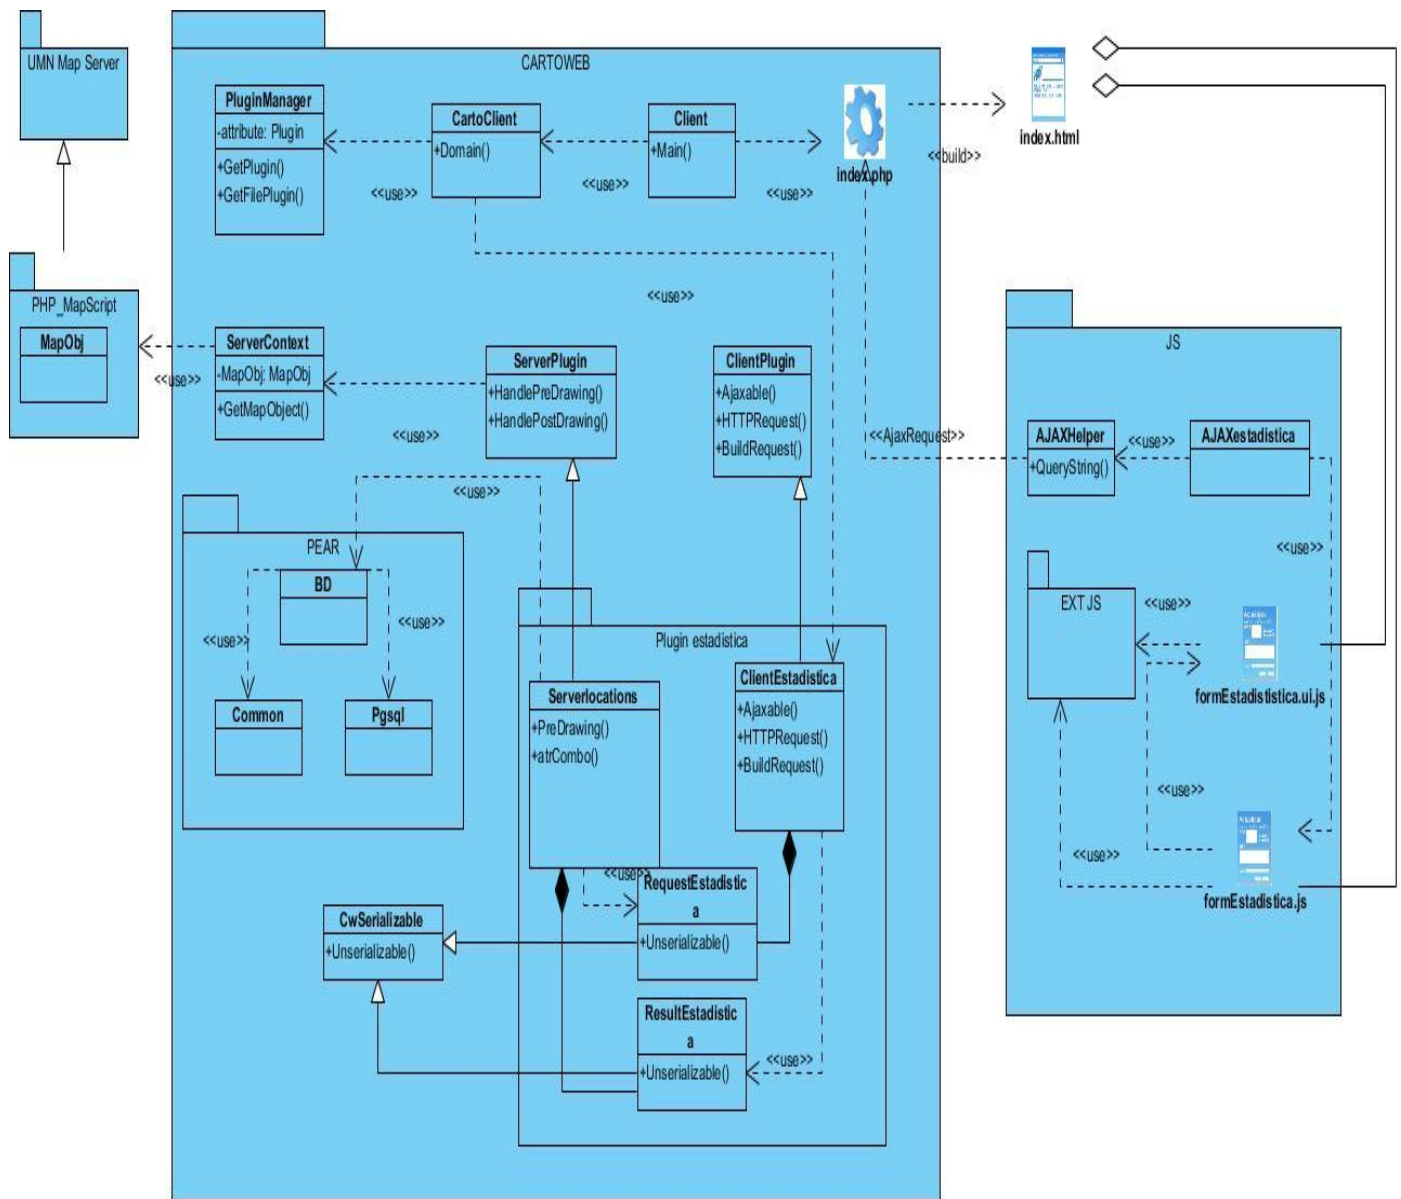 UMN Map Server
CARTOWEB
PluginManager
-attribute: Plugin
+GetPlugin()
+GetFilePlugin()
<<use>>
CartoClient
+Domain()
<<use>>
Client
+Main()
<<use>>
index.php
<<build>>
index.html
<<use>>
PHP_MapScript
MapObj
<<use>>
ServerContext
-MapObj: MapObj
+GetMapObject()
<<use>>
ServerPlugin
+HandlePreDrawing()
+HandlePostDrawing()
<<use>>
ClientPlugin
+Ajaxable()
+HTTPRequest()
+BuildRequest()
<<AjaxRequest>>
JS
AJAXHelper
+QueryString()
<<use>>
AJAXestadistica
<<use>>
PEAR
BD
<<use>>
<<use>>
Common
Pgsql
Plugin estadistica
Serverlocations
+PreDrawing()
+atrCombo()
ClientEstadistica
+Ajaxable()
+HTTPRequest()
+BuildRequest()
EXT JS
<<use>>
formEstadististica.ui.js
<<use>>
<<use>>
formEstadistica.js
<<use>>
RequestEstadistic
a
+Unserializable()
CwSerializable
+Unserializable()
ResultEstadistic
a
+Unserializable()
<<use>>